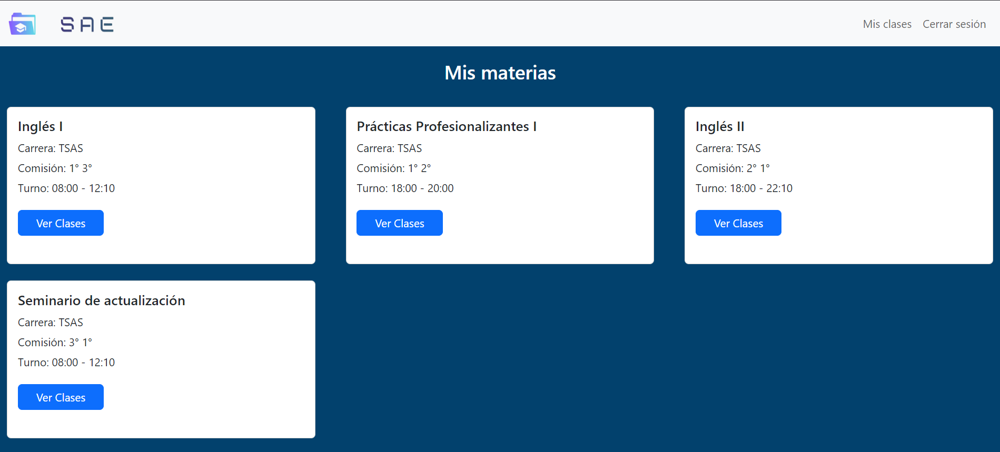 SAE
Mis clases
Cerrar sesión
Mis materias
Inglés I
Carrera: TSAS
Comisión: 1° 3°
Turno: 08:00 - 12:10
Ver Clases
Prácticas Profesionalizantes I
Carrera: TSAS
Comisión: 1° 2°
Turno: 18:00 - 20:00
Ver Clases
Inglés II
Carrera: TSAS
Comisión: 2° 1°
Turno: 18:00 - 22:10
Ver Clases
Seminario de actualización
Carrera: TSAS
Comisión: 3° 1°
Turno: 08:00 - 12:10
Ver Clases